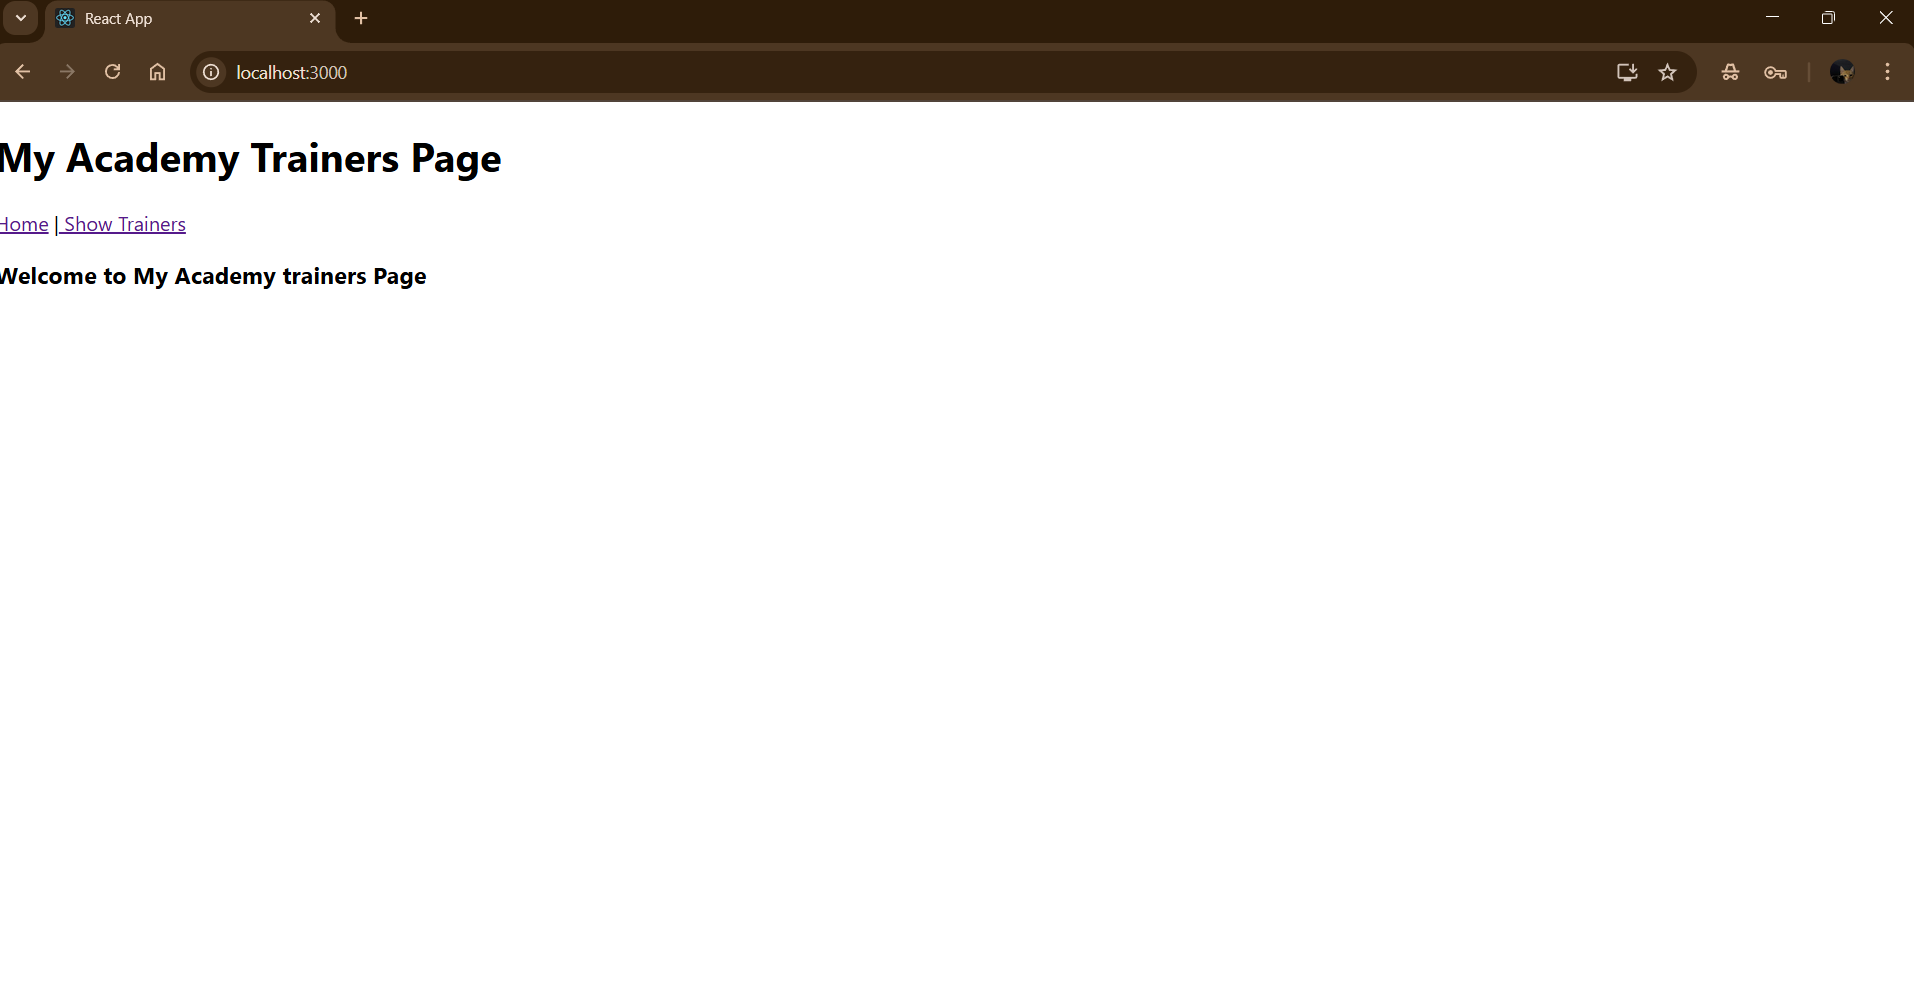 React App
localhost:3000
My Academy Trainers Page
Home | Show Trainers
Welcome to My Academy trainers Page